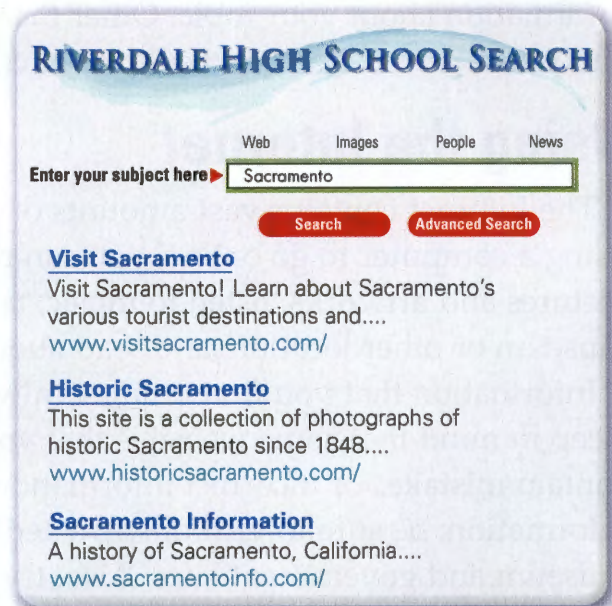 RIVERDALE HIGH SCHOOL SEARCH
Web Images People News
Enter your subject here Sacramento
Search Advanced Search
Visit Sacramento
Visit Sacramento! Learn about Sacramento's
various tourist destinations and....
www.visitsacramento.com/
Historic Sacramento
This site is a collection of photographs of
historic Sacramento since 1848....
www.historicsacramento.com/
Sacramento Information
A history of Sacramento, California....
www.sacramentoinfo.com/